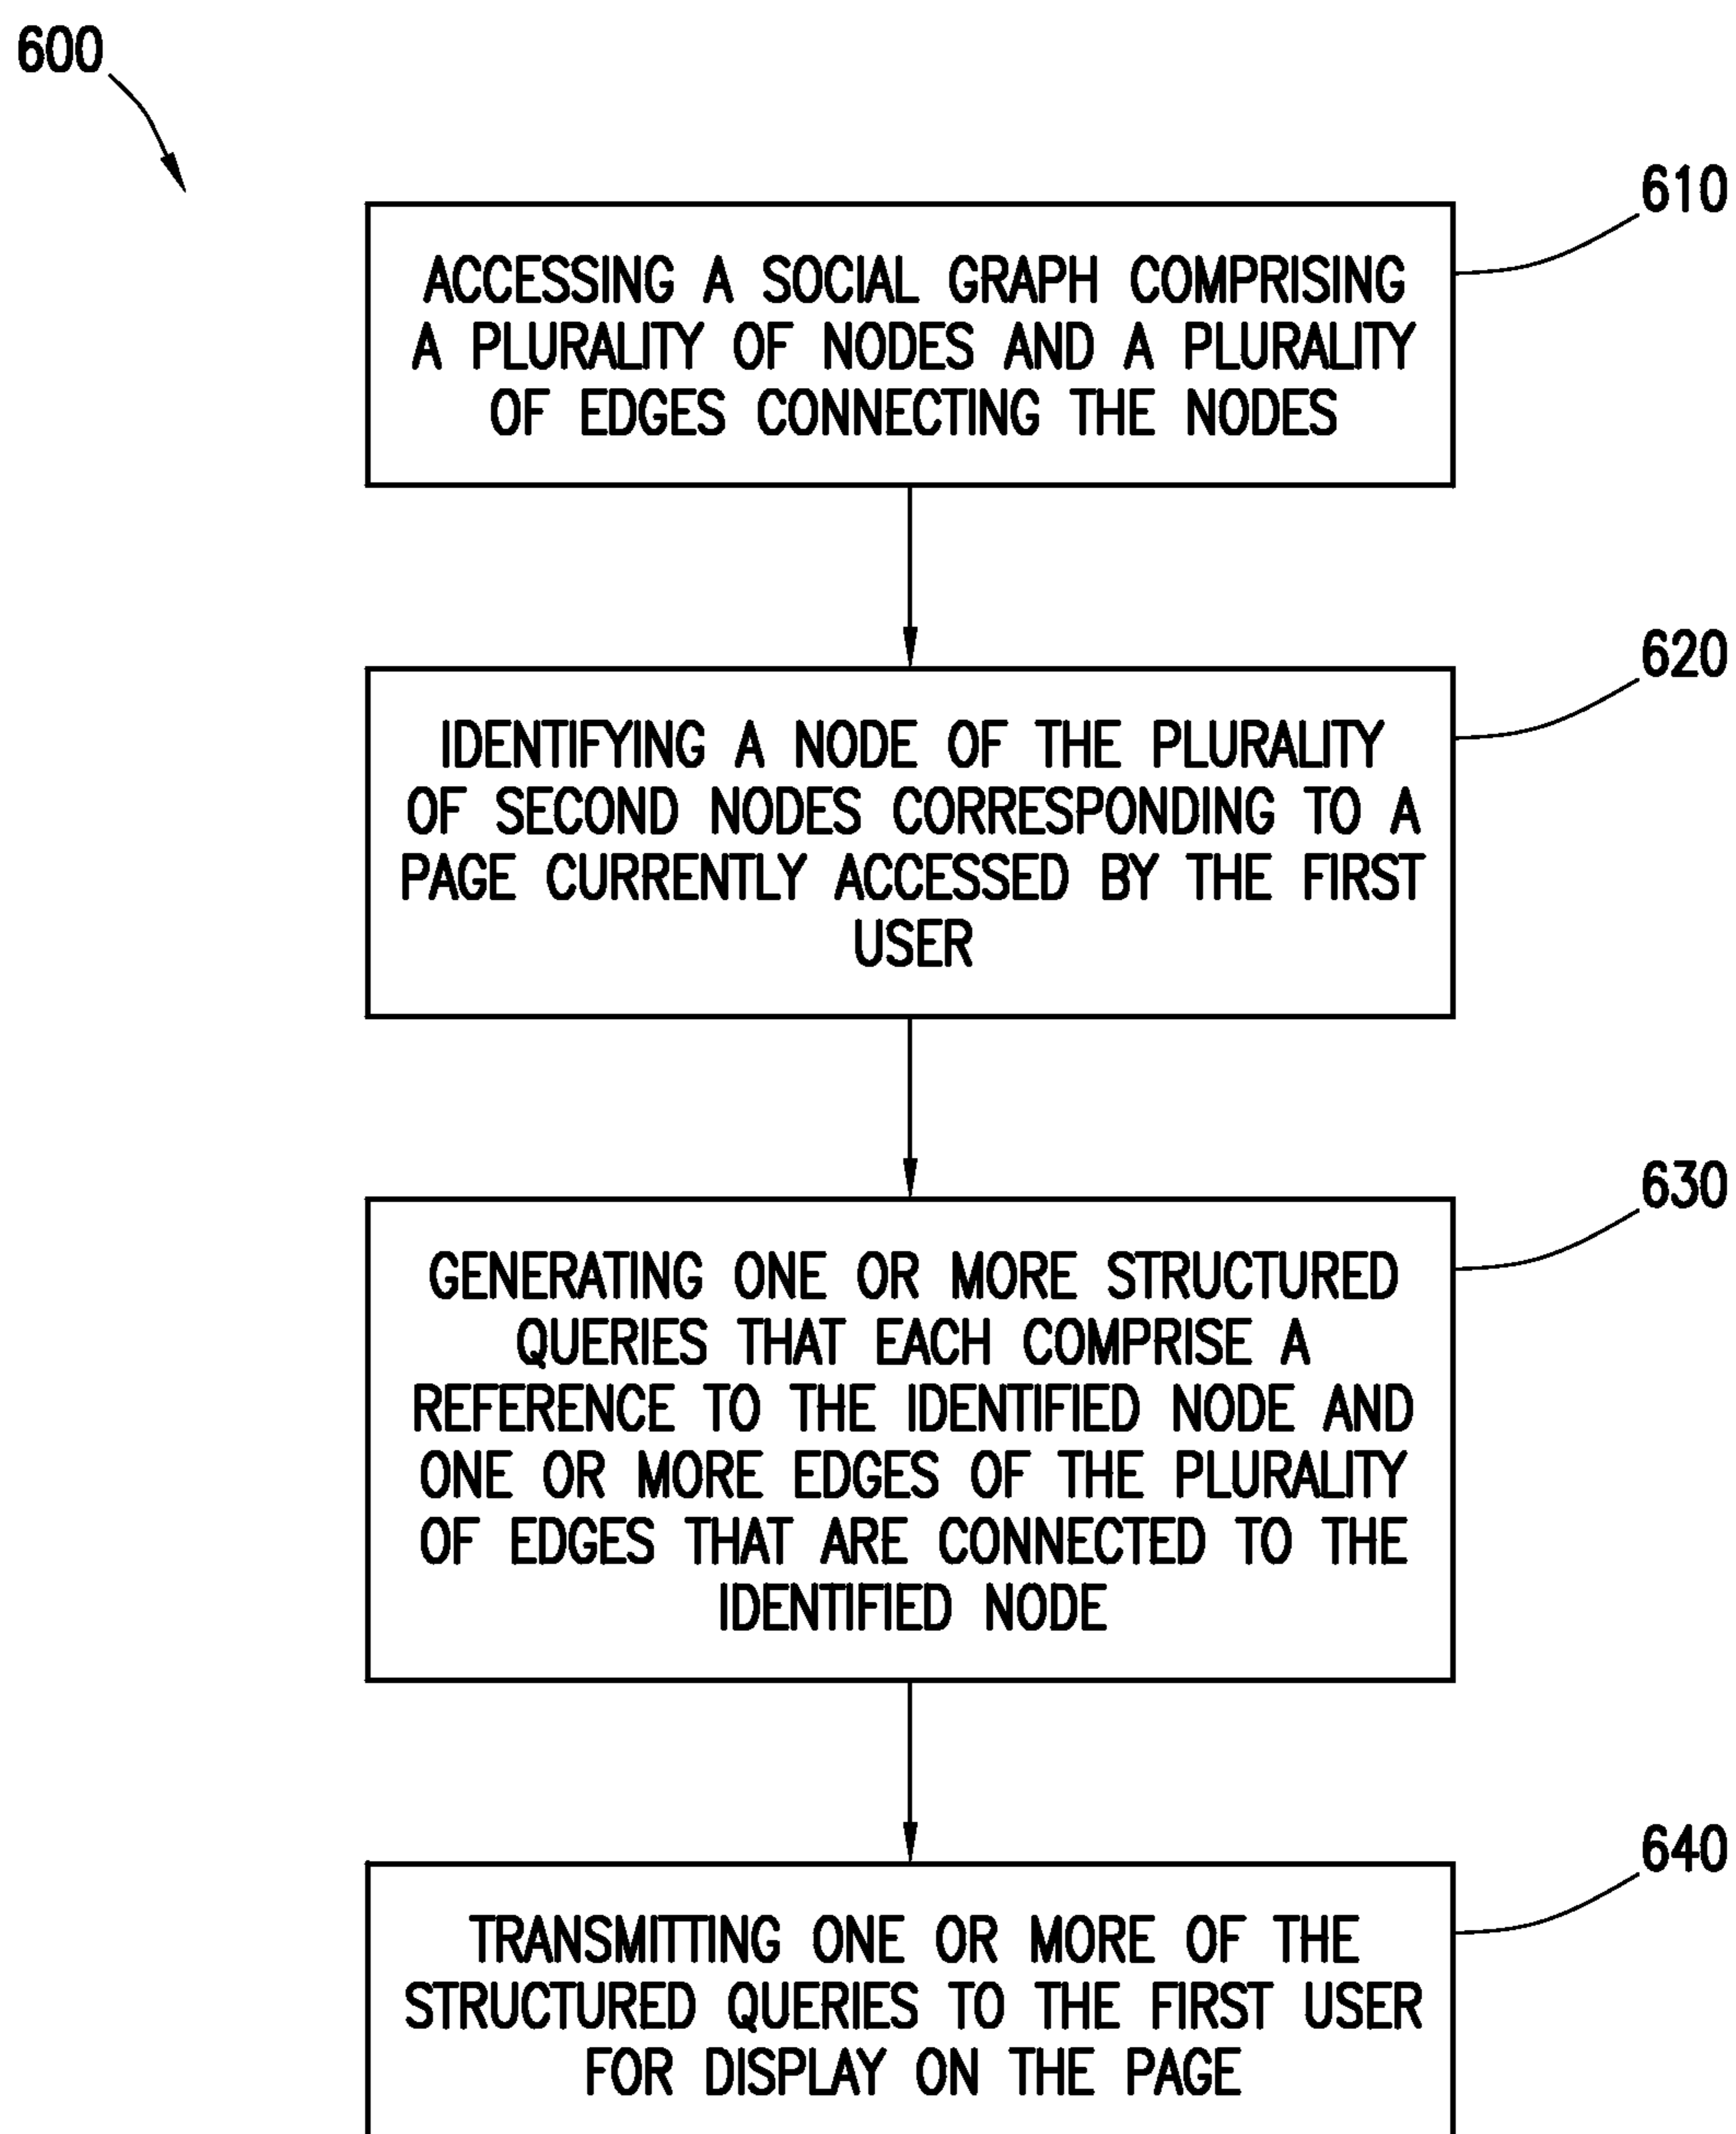 600
610
ACCESSING A SOCIAL GRAPH COMPRISING
A PLURALITY OF NODES AND A PLURALITY
OF EDGES CONNECTING THE NODES
620
IDENTIFYING A NODE OF THE PLURALITY
OF SECOND NODES CORRESPONDING TO A
PAGE CURRENTLY ACCESSED BY THE FIRST
USER
630
GENERATING ONE OR MORE STRUCTURED
QUERIES THAT EACH COMPRISE A
REFERENCE TO THE IDENTIFIED NODE AND
ONE OR MORE EDGES OF THE PLURALITY
OF EDGES THAT ARE CONNECTED TO THE
IDENTIFIED NODE
640
TRANSMITTING ONE OR MORE OF THE
STRUCTURED QUERIES TO THE FIRST USER
FOR DISPLAY ON THE PAGE